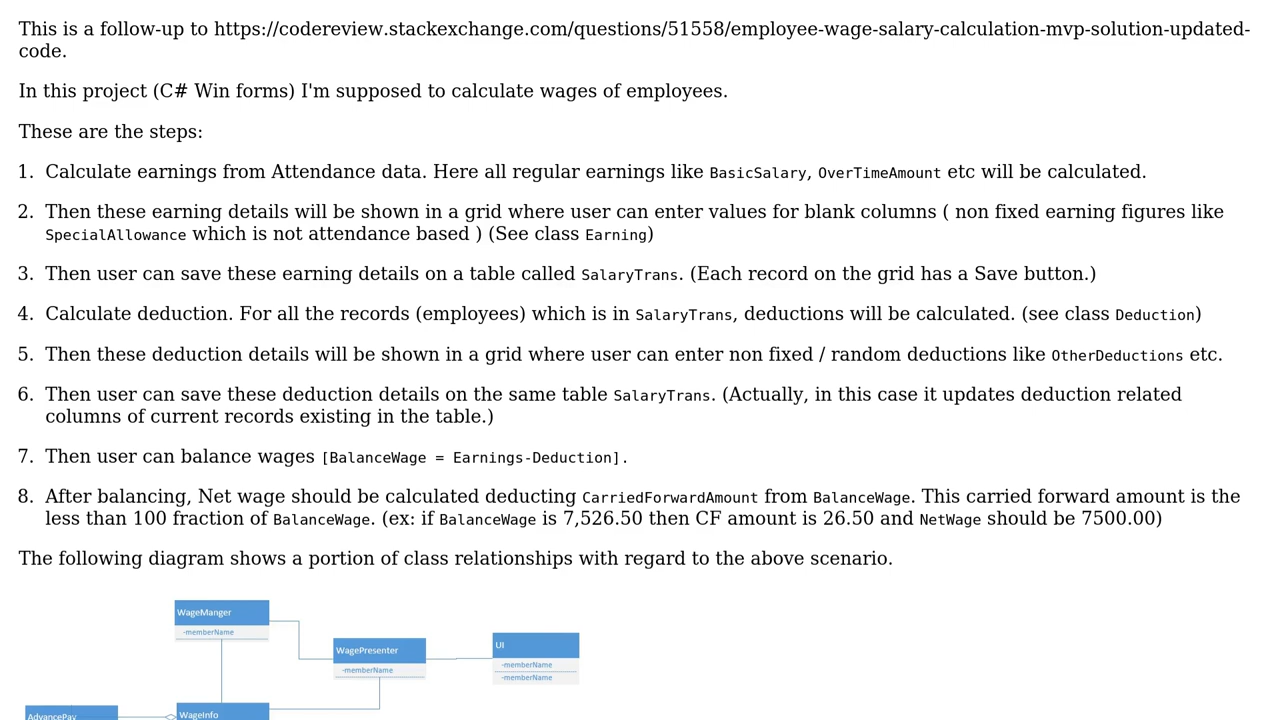 This is a follow-up to https://codereview.stackexchange.com/questions/51558/employee-wage-salary-calculation-mvp-solution-updated-
code.
In this project (C# Win forms) I'm supposed to calculate wages of employees.
These are the steps:
1. Calculate earnings from Attendance data. Here all regular earnings like BasicSalary, OverTimeAmount etc will be calculated.
2. Then these earning details will be shown in a grid where user can enter values for blank columns ( non fixed earning figures like
SpecialAllowance which is not attendance based ) (See class Earning)
3. Then user can save these earning details on a table called SalaryTrans. (Each record on the grid has a Save button.)
4. Calculate deduction. For all the records (employees) which is in SalaryTrans, deductions will be calculated. (see class Deduction)
5. Then these deduction details will be shown in a grid where user can enter non fixed / random deductions like OtherDeductions etc.
6. Then user can save these deduction details on the same table SalaryTrans. (Actually, in this case it updates deduction related
columns of current records existing in the table.)
7. Then user can balance wages [BalanceWage = Earnings-Deduction].
8. After balancing, Net wage should be calculated deducting CarriedForwardAmount from BalanceWage. This carried forward amount is the
less than 100 fraction of BalanceWage. (ex: if BalanceWage is 7,526.50 then CF amount is 26.50 and NetWage should be 7500.00)
The following diagram shows a portion of class relationships with regard to the above scenario.
WageManger
-memberName
WagePresenter
-memberName
UI
-memberName
-memberName
AdvancePay
WageInfo